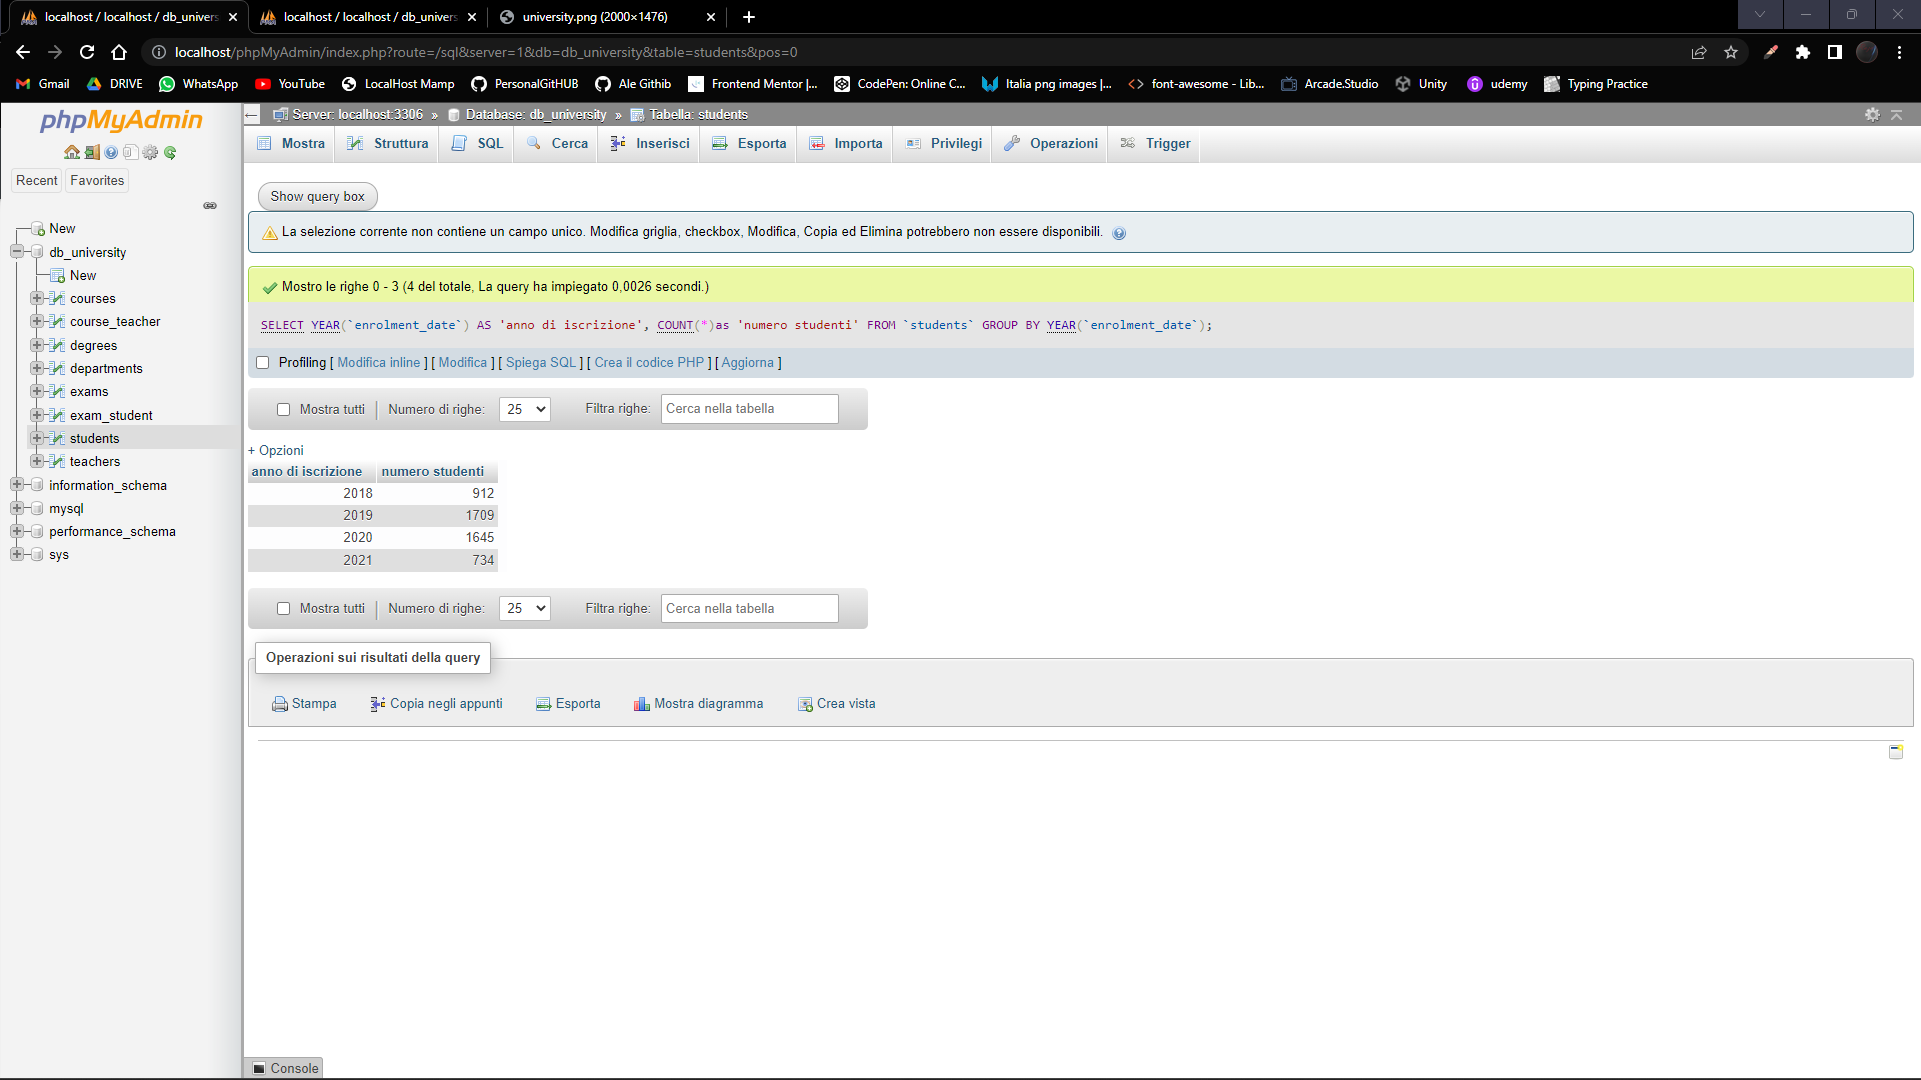 localhost / localhost / db_univers
localhost / localhost / db_univers
university.png (2000×1476)
localhost/phpMyAdmin/index.php?route=/sql&server=1&db=db_university&table=students&pos=0
Gmail DRIVE WhatsApp YouTube LocalHost Mamp PersonalGitHUB Ale Githib Frontend Mentor |... CodePen: Online C... Italia png images |... font-awesome - Lib... Arcade.Studio Unity udemy Typing Practice
phpMyAdmin
Recent Favorites
New
db_university
New
courses
course_teacher
degrees
departments
exams
exam_student
students
teachers
information_schema
mysql
performance_schema
sys
Server: localhost:3306 » Database: db_university » Tabella: students
Mostra Struttura SQL Cerca Inserisci Esporta Importa Privilegi Operazioni Trigger
Show query box
La selezione corrente non contiene un campo unico. Modifica griglia, checkbox, Modifica, Copia ed Elimina potrebbero non essere disponibili.
Mostro le righe 0 - 3 (4 del totale, La query ha impiegato 0,0026 secondi.)
SELECT YEAR(`enrolment_date`) AS 'anno di iscrizione', COUNT(*)as 'numero studenti' FROM `students` GROUP BY YEAR(`enrolment_date`);
Profiling [ Modifica inline ] [ Modifica ] [ Spiega SQL ] [ Crea il codice PHP ] [ Aggiorna ]
Mostra tutti | Numero di righe: 25 Filtra righe: Cerca nella tabella
+ Opzioni
anno di iscrizione numero studenti
2018 912
2019 1709
2020 1645
2021 734
Mostra tutti | Numero di righe: 25 Filtra righe: Cerca nella tabella
Operazioni sui risultati della query
Stampa Copia negli appunti Esporta Mostra diagramma Crea vista
Console